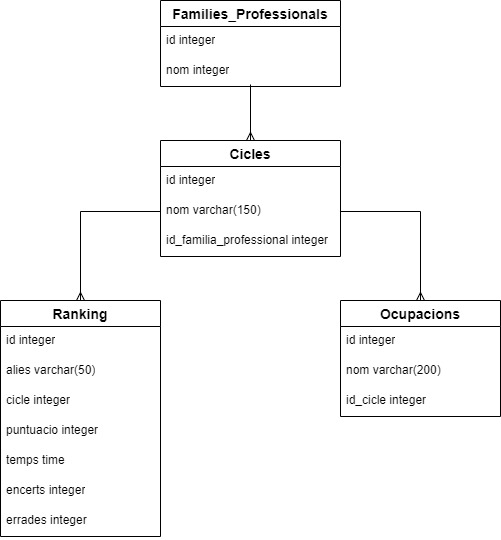 Families_Professionals
id integer
nom integer
Cicles
id integer
nom varchar(150)
id_familia_professional integer
Ranking
id integer
alies varchar(50)
cicle integer
puntuacio integer
temps time
encerts integer
errades integer
Ocupacions
id integer
nom varchar(200)
id_cicle integer